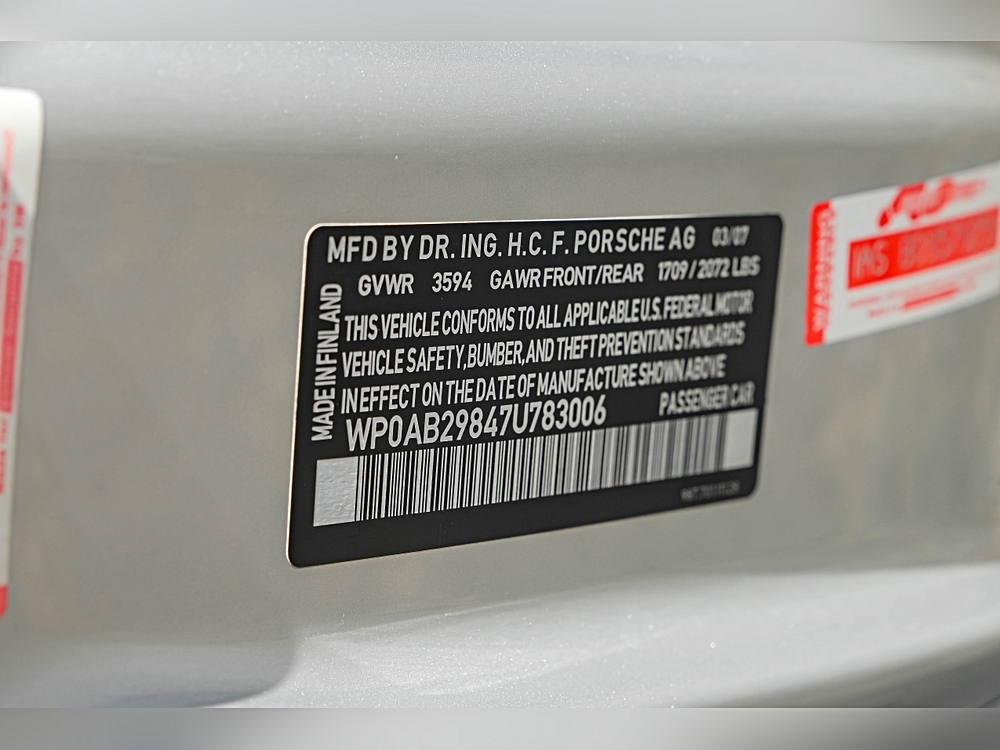 MFD BY DR. ING. H.C. F. PORSCHE AG 03/07
GVWR 3594 GAWR FRONT/REAR 1709 / 2072 LBS
MADE IN FINLAND
THIS VEHICLE CONFORMS TO ALL APPLICABLE U.S. FEDERAL MOTOR
VEHICLE SAFETY, BUMBER, AND THEFT PREVENTION STANDARDS
IN EFFECT ON THE DATE OF MANUFACTURE SHOWN ABOVE
WP0AB29847U783006 PASSENGER CAR
WARNING